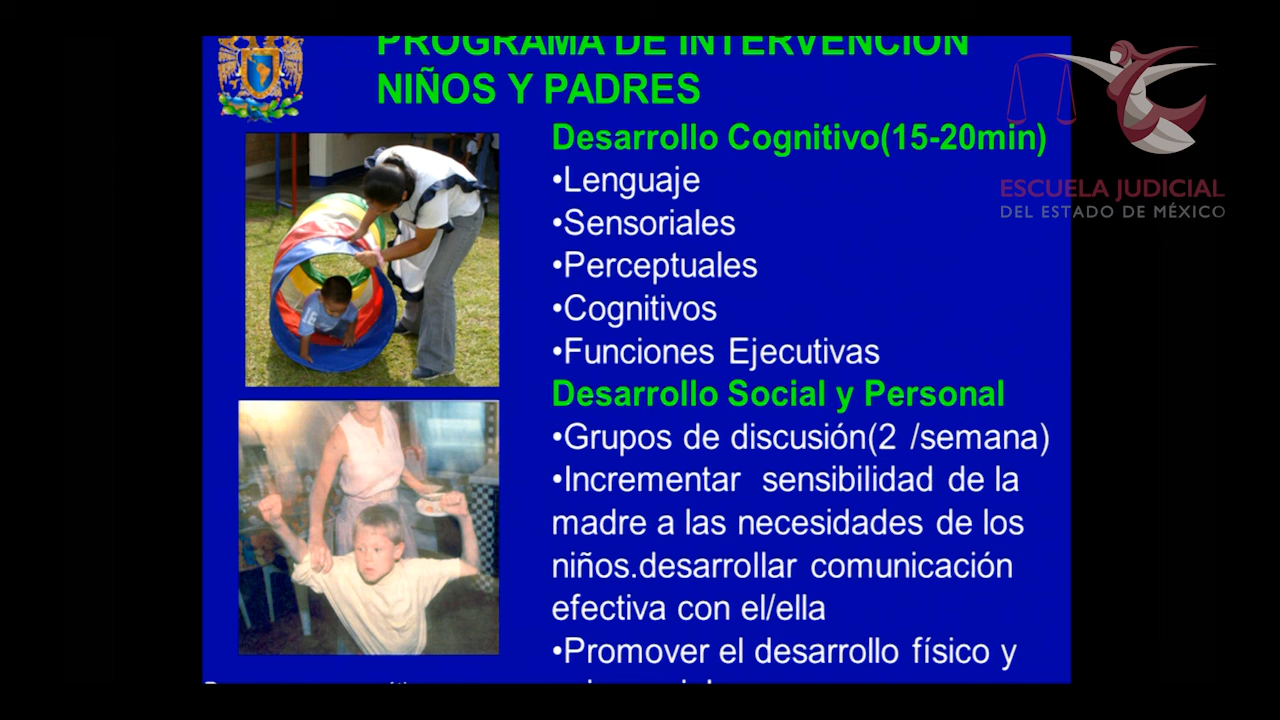 PROGRAMA DE INTERVENCIÓN
NIÑOS Y PADRES
Desarrollo Cognitivo(15-20min)
•Lenguaje
•Sensoriales
•Perceptuales
•Cognitivos
•Funciones Ejecutivas
Desarrollo Social y Personal
•Grupos de discusión(2 /semana)
•Incrementar sensibilidad de la
madre a las necesidades de los
niños.desarrollar comunicación
efectiva con el/ella
•Promover el desarrollo físico y
ESCUELA JUDICIAL
DEL ESTADO DE MÉXICO